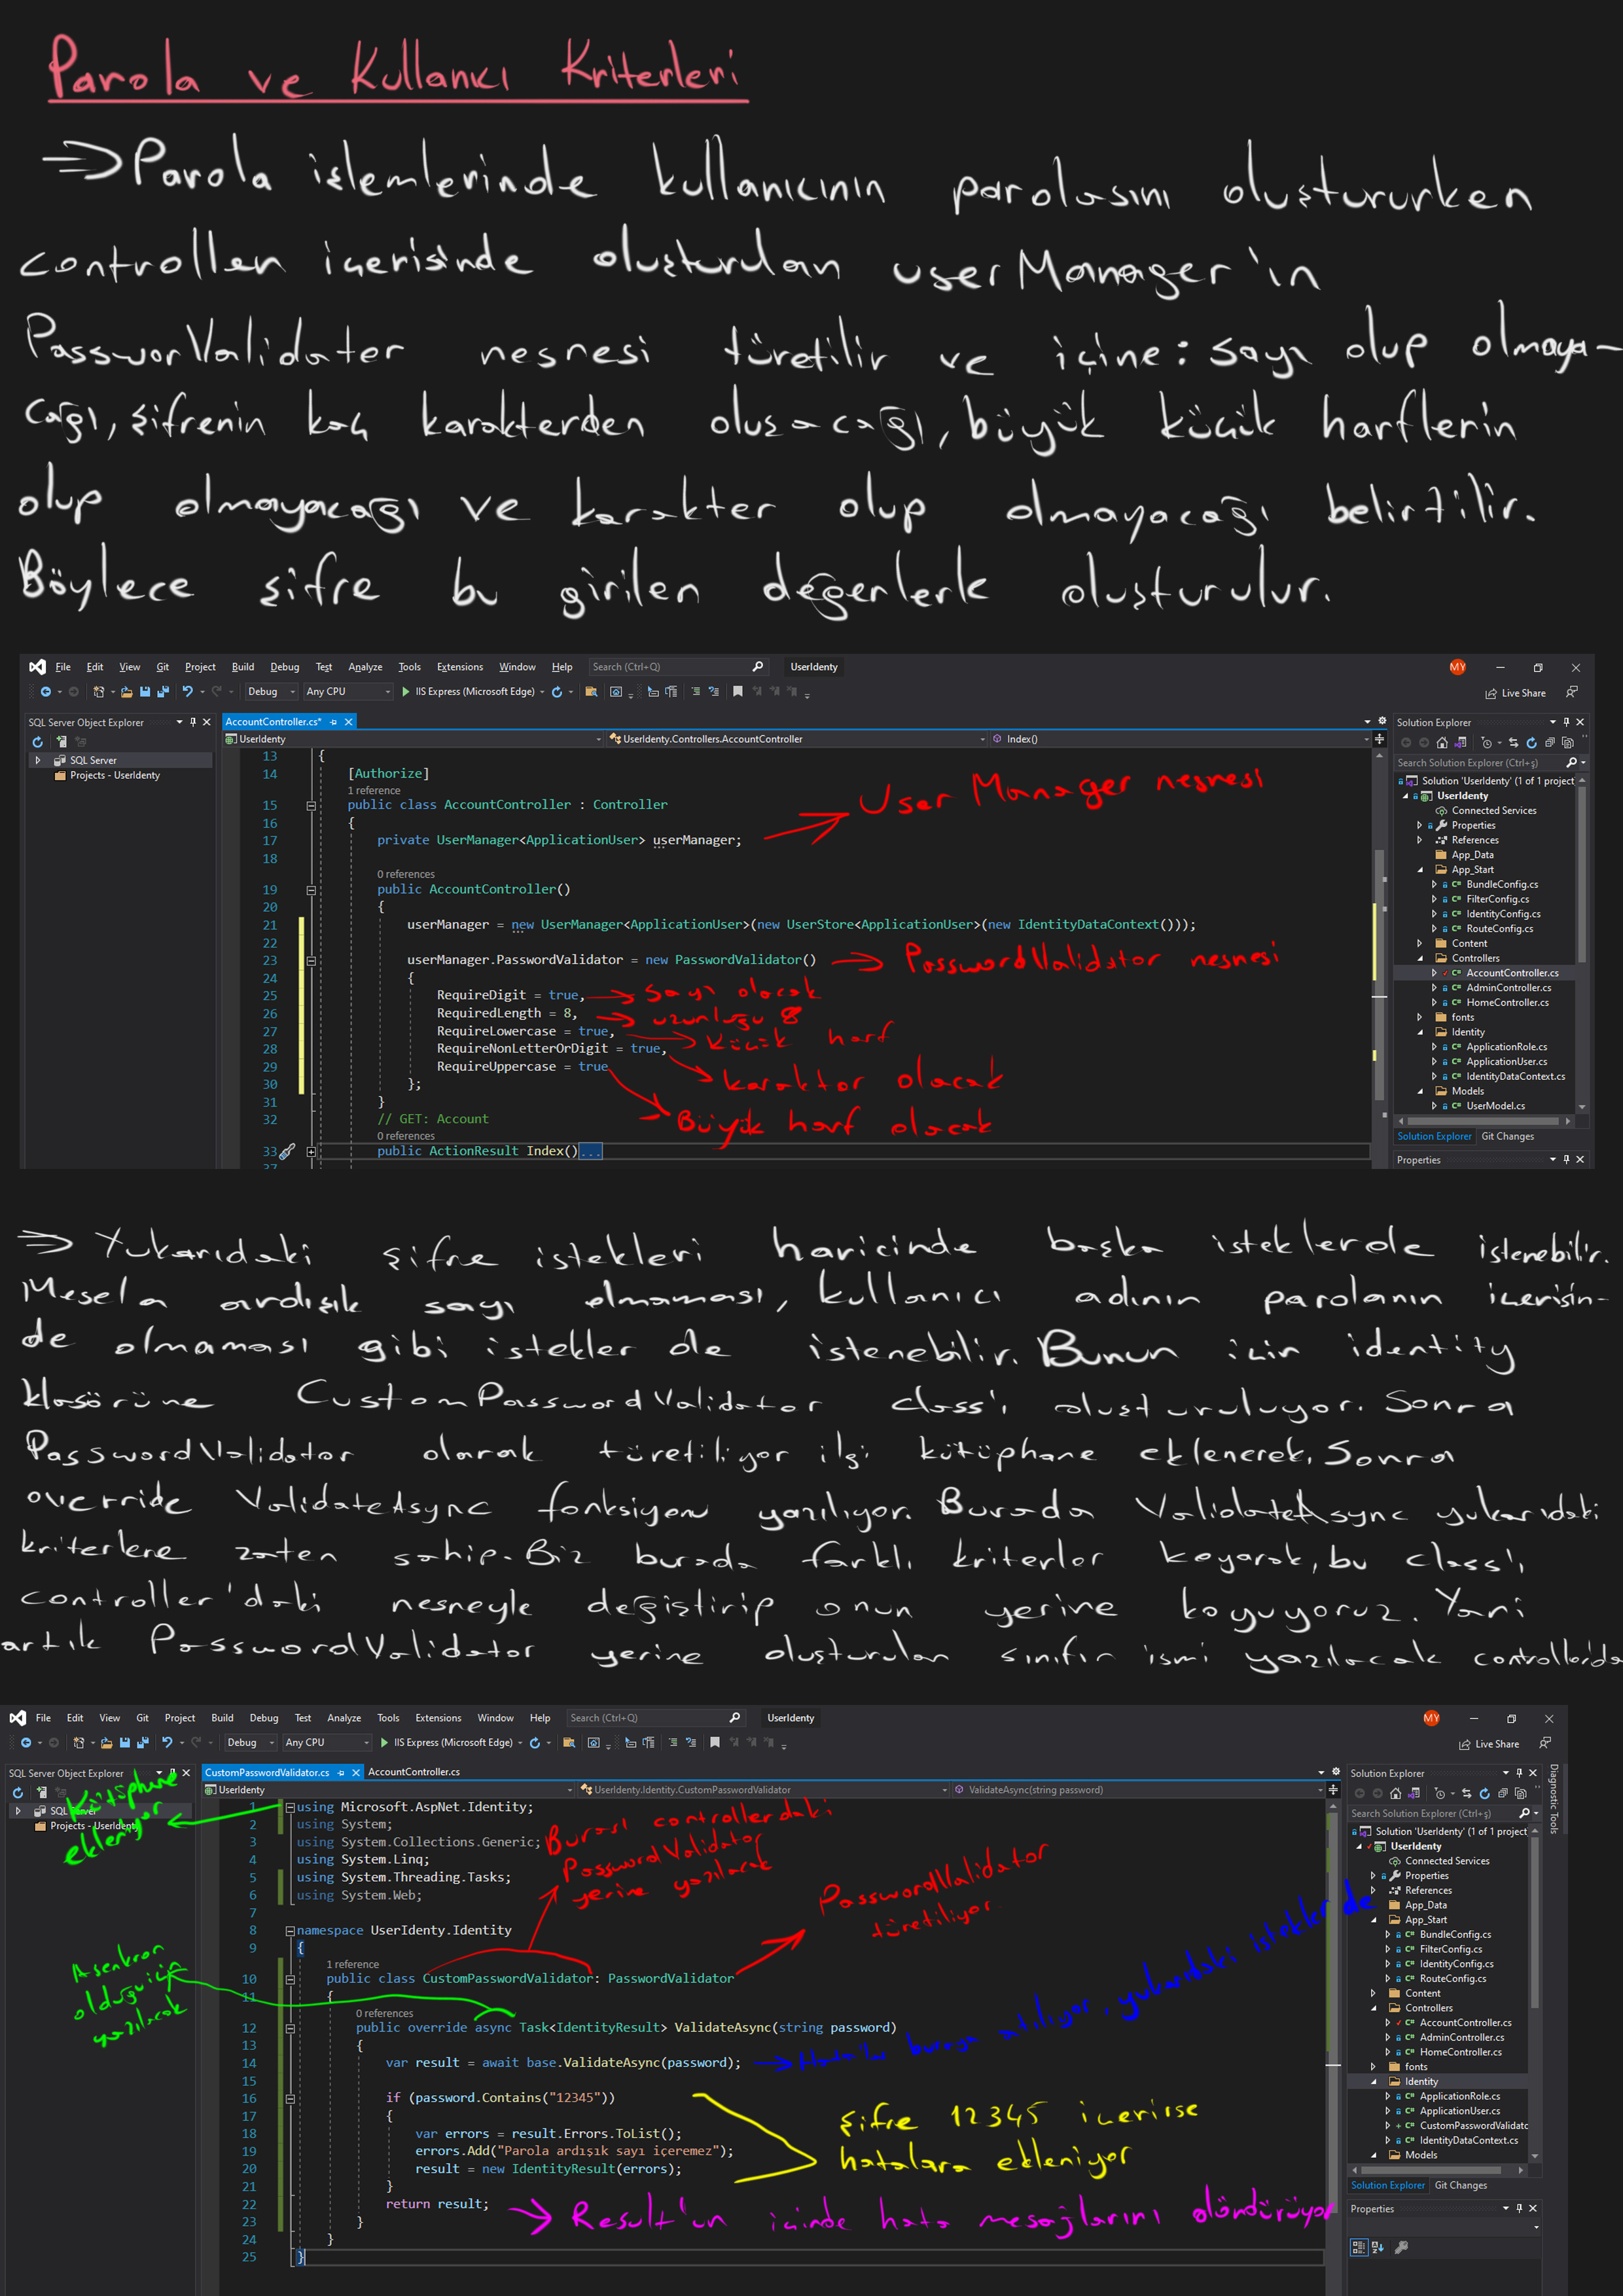 Parola ve Kullanıcı Kriterleri
=> Parola işlemlerinde kullanıcının parolasını oluştururken
controller içerisinde oluşturulan userManager'ın
PassworValidator nesnesi türetilir ve içine: sayı olup olmaya-
cağı, şifrenin kaç karakterden oluşacağı, büyük küçük harflerin
olup olmayacağı ve karakter olup olmayacağı belirtilir.
Böylece şifre bu girilen değerlerle oluşturulur.
File Edit View Git Project Build Debug Test Analyze Tools Extensions Window Help Search (Ctrl+Q) UserIdenty MY
Debug Any CPU IIS Express (Microsoft Edge) Live Share
SQL Server Object Explorer
SQL Server
Projects - UserIdenty
AccountController.cs*
UserIdenty UserIdenty.Controllers.AccountController Index()
13 {
14 [Authorize]
1 reference
15 public class AccountController : Controller
16 {
17 private UserManager<ApplicationUser> userManager;
User Manager nesnesi
18
0 references
19 public AccountController()
20 {
21 userManager = new UserManager<ApplicationUser>(new UserStore<ApplicationUser>(new IdentityDataContext()));
22
23 userManager.PasswordValidator = new PasswordValidator()
PasswordValidator nesnesi
24 {
25 RequireDigit = true,
sayı olacak
26 RequiredLength = 8,
uzunluğu 8
27 RequireLowercase = true,
küçük harf
28 RequireNonLetterOrDigit = true,
karaktor olacak
29 RequireUppercase = true
Büyük harf olacak
30 };
31 }
32 // GET: Account
0 references
33 public ActionResult Index()...
37
Solution Explorer
Search Solution Explorer (Ctrl+ş)
Solution 'UserIdenty' (1 of 1 project
UserIdenty
Connected Services
Properties
References
App_Data
App_Start
BundleConfig.cs
FilterConfig.cs
IdentityConfig.cs
RouteConfig.cs
Content
Controllers
AccountController.cs
AdminController.cs
HomeController.cs
fonts
Identity
ApplicationRole.cs
ApplicationUser.cs
IdentityDataContext.cs
Models
UserModel.cs
Solution Explorer Git Changes
Properties
=> Yukarıdaki şifre istekleri haricinde başka isteklerde istenebilir.
Mesela ardışık sayı olmaması, kullanıcı adının parolanın içerisin-
de olmaması gibi istekler de istenebilir. Bunun için identity
klasörüne CustomPasswordValidator class'ı oluşturuluyor. Sonra
PasswordValidator olarak türetiliyor ilgi kütüphane eklenerek. Sonra
override ValidateAsync fonksiyonu yazılıyor. Burada ValidateAsync yukarıdaki
kriterlere zaten sahip. Biz burada farklı kriterler koyarak, bu class'ı
controller'daki nesneyle değiştirip onun yerine koyuyoruz. Yani
artık PasswordValidator yerine oluşturulan sınıfın ismi yazılacak controller'da
File Edit View Git Project Build Debug Test Analyze Tools Extensions Window Help Search (Ctrl+Q) UserIdenty MY
Debug Any CPU IIS Express (Microsoft Edge) Live Share
SQL Server Object Explorer
SQL Server
Projects - UserIdenty
Kütüphane
ekleniyor
CustomPasswordValidator.cs AccountController.cs
UserIdenty UserIdenty.Identity.CustomPasswordValidator ValidateAsync(string password)
1 using Microsoft.AspNet.Identity;
2 using System;
3 using System.Collections.Generic;
4 using System.Linq;
5 using System.Threading.Tasks;
6 using System.Web;
Burası controllerdaki
PasswordValidator
yerine yazılacak
PasswordValidator
türetiliyor
7
8 namespace UserIdenty.Identity
9 {
1 reference
10 public class CustomPasswordValidator: PasswordValidator
11 {
Asenkron
olduğu için
yazılacak
0 references
12 public override async Task<IdentityResult> ValidateAsync(string password)
13 {
14 var result = await base.ValidateAsync(password);
buraya atılıyor, yukarıdaki isteklerde
15
16 if (password.Contains("12345"))
17 {
18 var errors = result.Errors.ToList();
19 errors.Add("Parola ardışık sayı içeremez");
20 result = new IdentityResult(errors);
şifre 12345 içerirse
hatalara ekleniyor
21 }
22 return result;
Result'un içinde hata mesajlarını döndürüyor
23 }
24 }
25 }
Solution Explorer
Search Solution Explorer (Ctrl+ş)
Solution 'UserIdenty' (1 of 1 project
UserIdenty
Connected Services
Properties
References
App_Data
App_Start
BundleConfig.cs
FilterConfig.cs
IdentityConfig.cs
RouteConfig.cs
Content
Controllers
AccountController.cs
AdminController.cs
HomeController.cs
fonts
Identity
ApplicationRole.cs
ApplicationUser.cs
CustomPasswordValidato
IdentityDataContext.cs
Models
Solution Explorer Git Changes
Properties
Diagnostic Tools